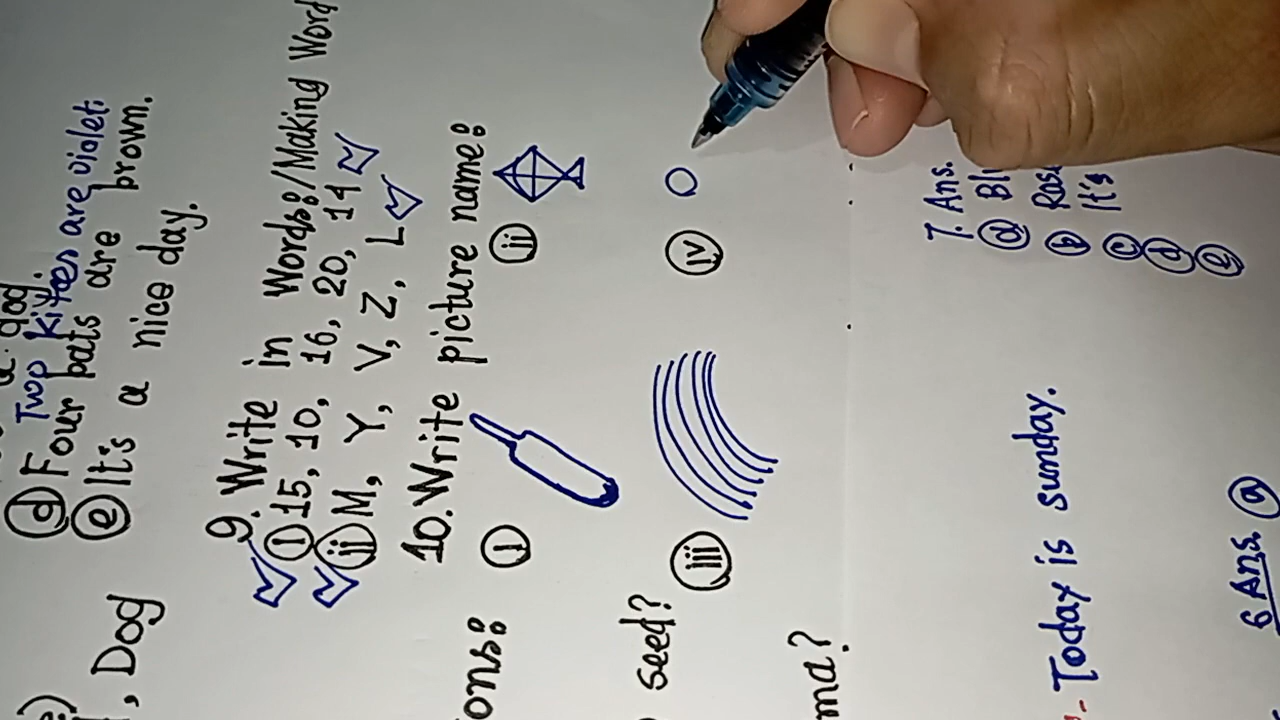 Two kites are violet.
ⓓ Four bats are brown.
ⓔ It's a nice day.
9. Write in Words:/Making Word
ⓘ 15, 10, 16, 20, 14
ⓘⓘ M, Y, V, Z, L
10. Write picture name:
ⓘ ⓘⓘ
ⓘⓘⓘ ⓘⓥ
, Dog
ons:
seed?
ma?
Today is sunday.
7. Ans.
ⓐ Bl
ⓑ Ros
ⓒ It's
ⓓ
ⓔ
6 Ans. ⓐ